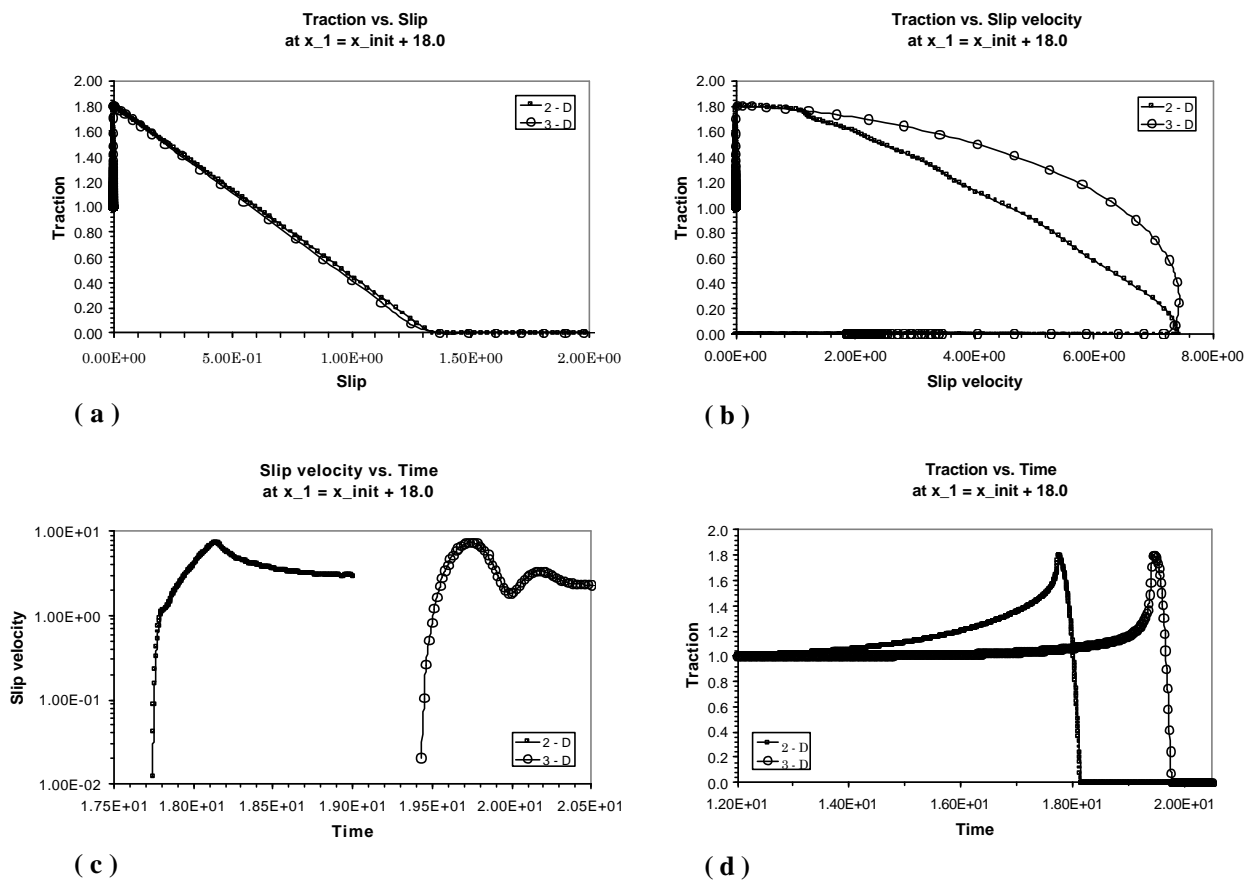 Traction vs. Slip
at x_1 = x_init + 18.0
2.00
1.80
1.60
1.40
1.20
1.00
0.80
0.60
0.40
0.20
0.00
Traction
2 - D
3 - D
0.00E+00 5.00E-01 1.00E+00 1.50E+00 2.00E+00
Slip
( a )
Traction vs. Slip velocity
at x_1 = x_init + 18.0
2.00
1.80
1.60
1.40
1.20
1.00
0.80
0.60
0.40
0.20
0.00
Traction
2 - D
3 - D
0.00E+00 2.00E+00 4.00E+00 6.00E+00 8.00E+00
Slip velocity
( b )
Slip velocity vs. Time
at x_1 = x_init + 18.0
1.00E+01
1.00E+00
1.00E-01
1.00E-02
Slip velocity
2 - D
3 - D
1.75E+01 1.80E+01 1.85E+01 1.90E+01 1.95E+01 2.00E+01 2.05E+01
Time
( c )
Traction vs. Time
at x_1 = x_init + 18.0
2.0
1.8
1.6
1.4
1.2
1.0
0.8
0.6
0.4
0.2
0.0
Traction
2 - D
3 - D
1.20E+01 1.40E+01 1.60E+01 1.80E+01 2.00E+01
Time
( d )